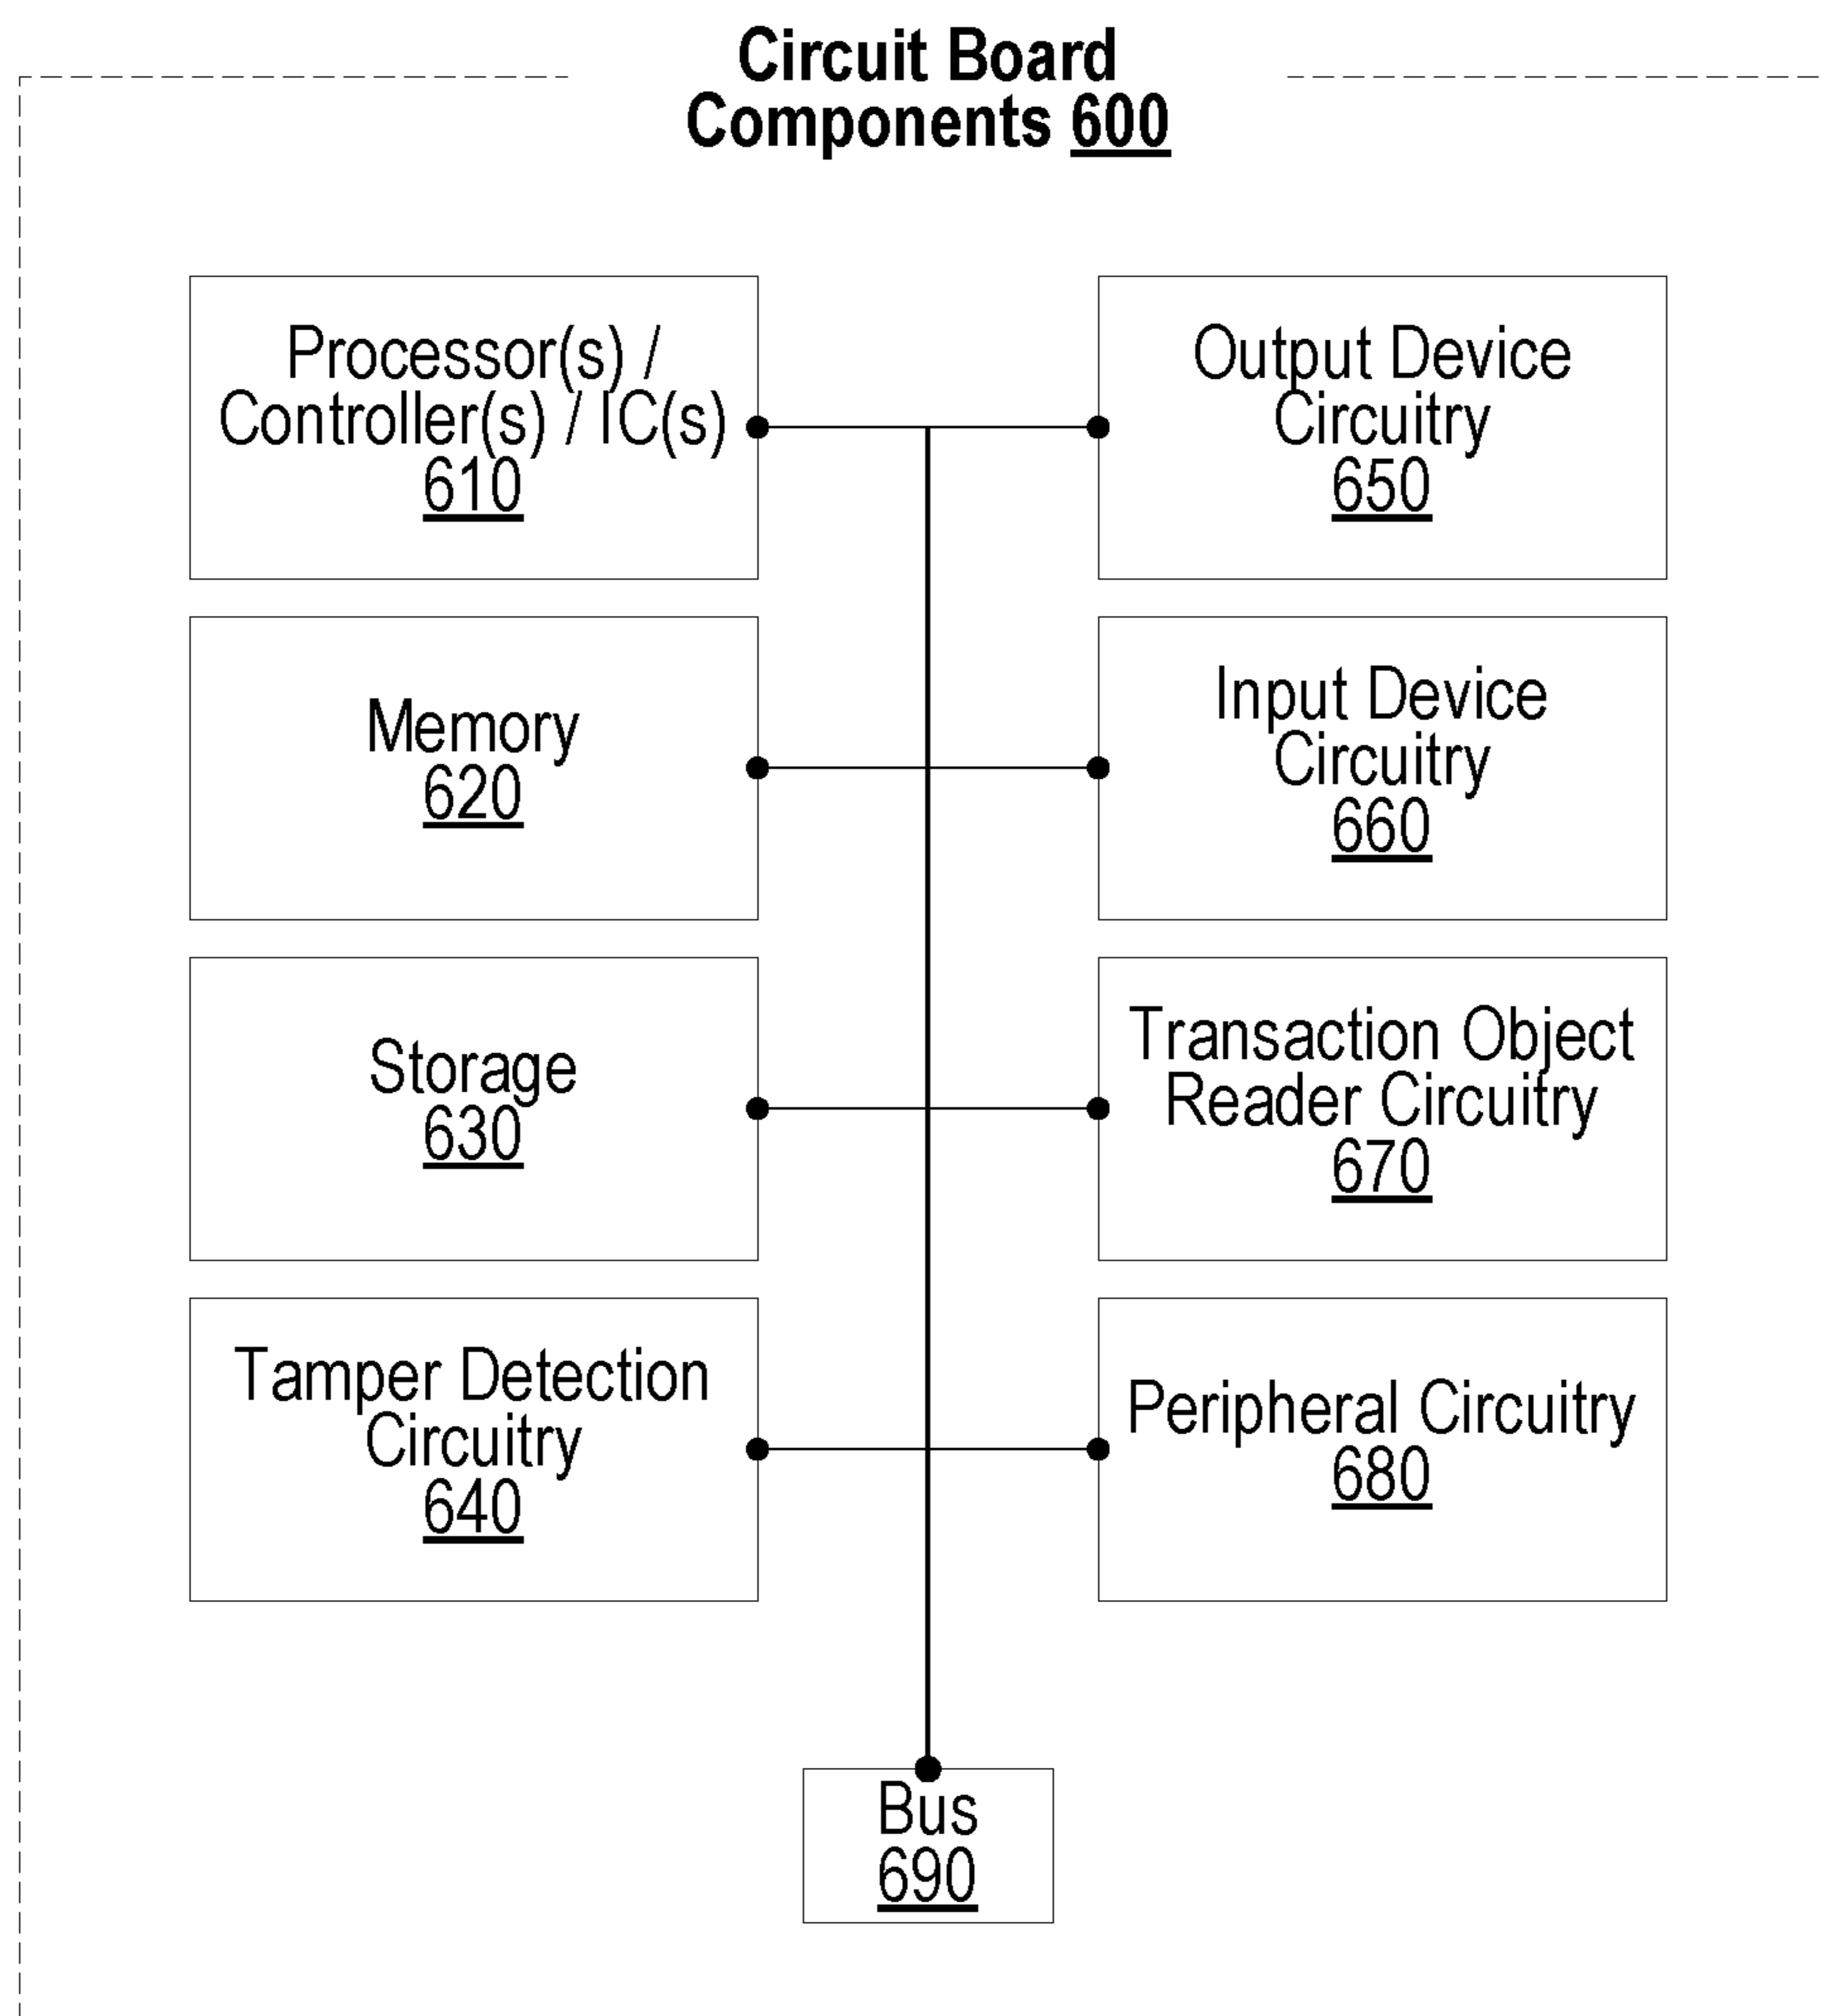 Circuit Board
Components 600
Processor(s) /
Controller(s) / IC(s)
610
Output Device
Circuitry
650
Memory
620
Input Device
Circuitry
660
Storage
630
Transaction Object
Reader Circuitry
670
Tamper Detection
Circuitry
640
Peripheral Circuitry
680
Bus
690